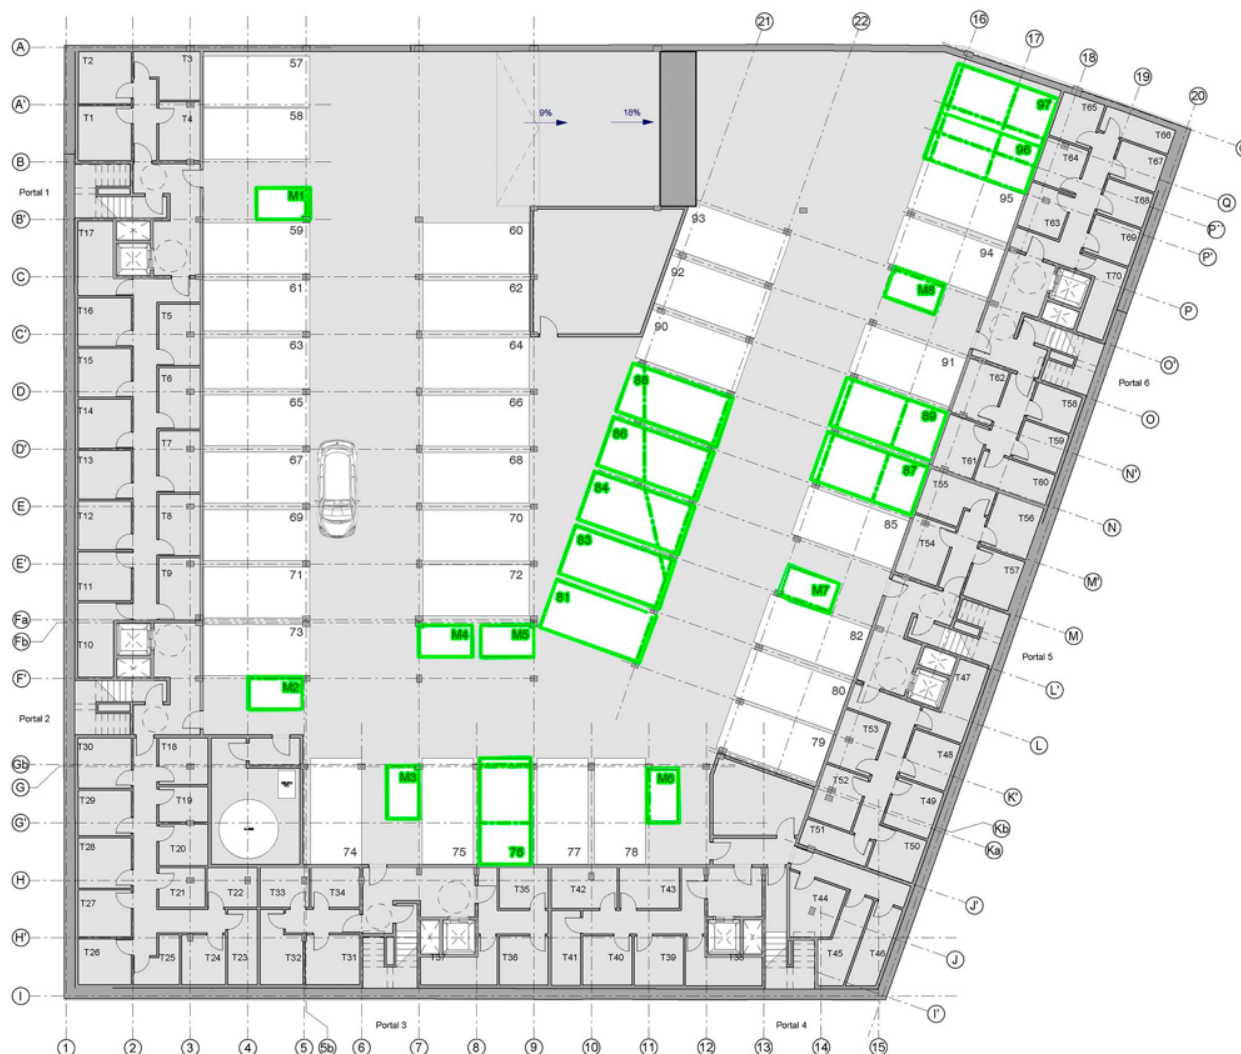 21
22
16
17
18
19
20
A
T2
T3
57
A'
T1
T4
58
9%
18%
97
96
T65
T66
T64
T67
Q
B
Portal 1
M1
B'
T17
59
60
93
95
T63
T68
T69
P''
P'
94
T70
P
C
61
62
92
M8
T16
T5
C'
63
64
90
91
O'
Portal 6
T15
T6
D
65
66
88
89
T62
T58
O
T14
D'
T7
67
68
86
87
T61
T59
N'
T13
T60
E
T12
T8
69
70
84
85
T55
T56
N
E'
T11
T9
71
72
83
T54
T57
M'
Fa
Fb
T10
73
M4
M5
81
M7
82
M
Portal 5
F'
M2
80
T47
L'
Portal 2
T30
T18
79
T53
T48
L
Gb
G
M3
M6
T52
T49
K'
T29
T19
G'
T28
T20
74
75
76
77
78
T51
T50
Kb
Ka
H
T27
T21
T22
T33
T34
T35
T42
T43
T44
J'
H'
T26
T25
T24
T23
T32
T31
T37
T36
T41
T40
T39
T38
T45
T46
J
I
I'
Portal 3
Portal 4
1
2
3
4
5
5b
6
7
8
9
10
11
12
13
14
15